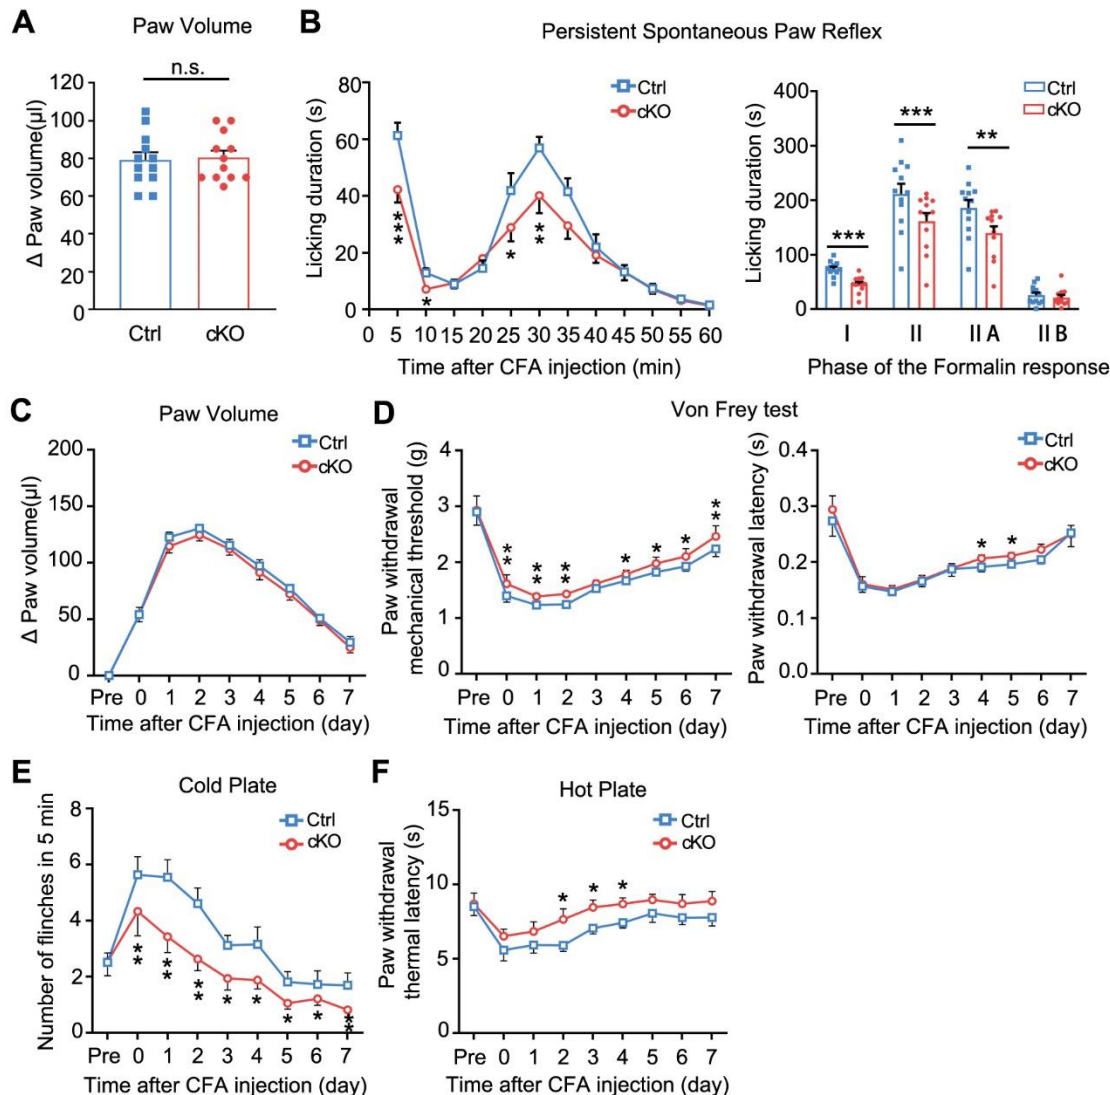 A
Paw Volume
n.s.
Δ Paw volume(µl)
120
100
80
60
40
20
0
Ctrl
cKO
B
Persistent Spontaneous Paw Reflex
Licking duration (s)
80
60
40
20
0
Ctrl
cKO
***
*
*
**
0 5 10 15 20 25 30 35 40 45 50 55 60
Time after CFA injection (min)
Licking duration (s)
400
300
200
100
0
Ctrl
cKO
***
***
**
I II II A II B
Phase of the Formalin response
C
Paw Volume
Δ Paw volume(µl)
200
150
100
50
0
Ctrl
cKO
Pre 0 1 2 3 4 5 6 7
Time after CFA injection (day)
D
Von Frey test
Paw withdrawal
mechanical threshold (g)
4
3
2
1
0
** ** ** * * * **
Pre 0 1 2 3 4 5 6 7
Time after CFA injection (day)
Paw withdrawal latency (s)
0.4
0.3
0.2
0.1
0.0
Ctrl
cKO
* *
Pre 0 1 2 3 4 5 6 7
Time after CFA injection (day)
E
Cold Plate
Number of flinches in 5 min
8
6
4
2
0
Ctrl
cKO
** ** ** * * * * **
Pre 0 1 2 3 4 5 6 7
Time after CFA injection (day)
F
Hot Plate
Paw withdrawal
thermal latency (s)
15
10
5
0
Ctrl
cKO
* * *
Pre 0 1 2 3 4 5 6 7
Time after CFA injection (day)